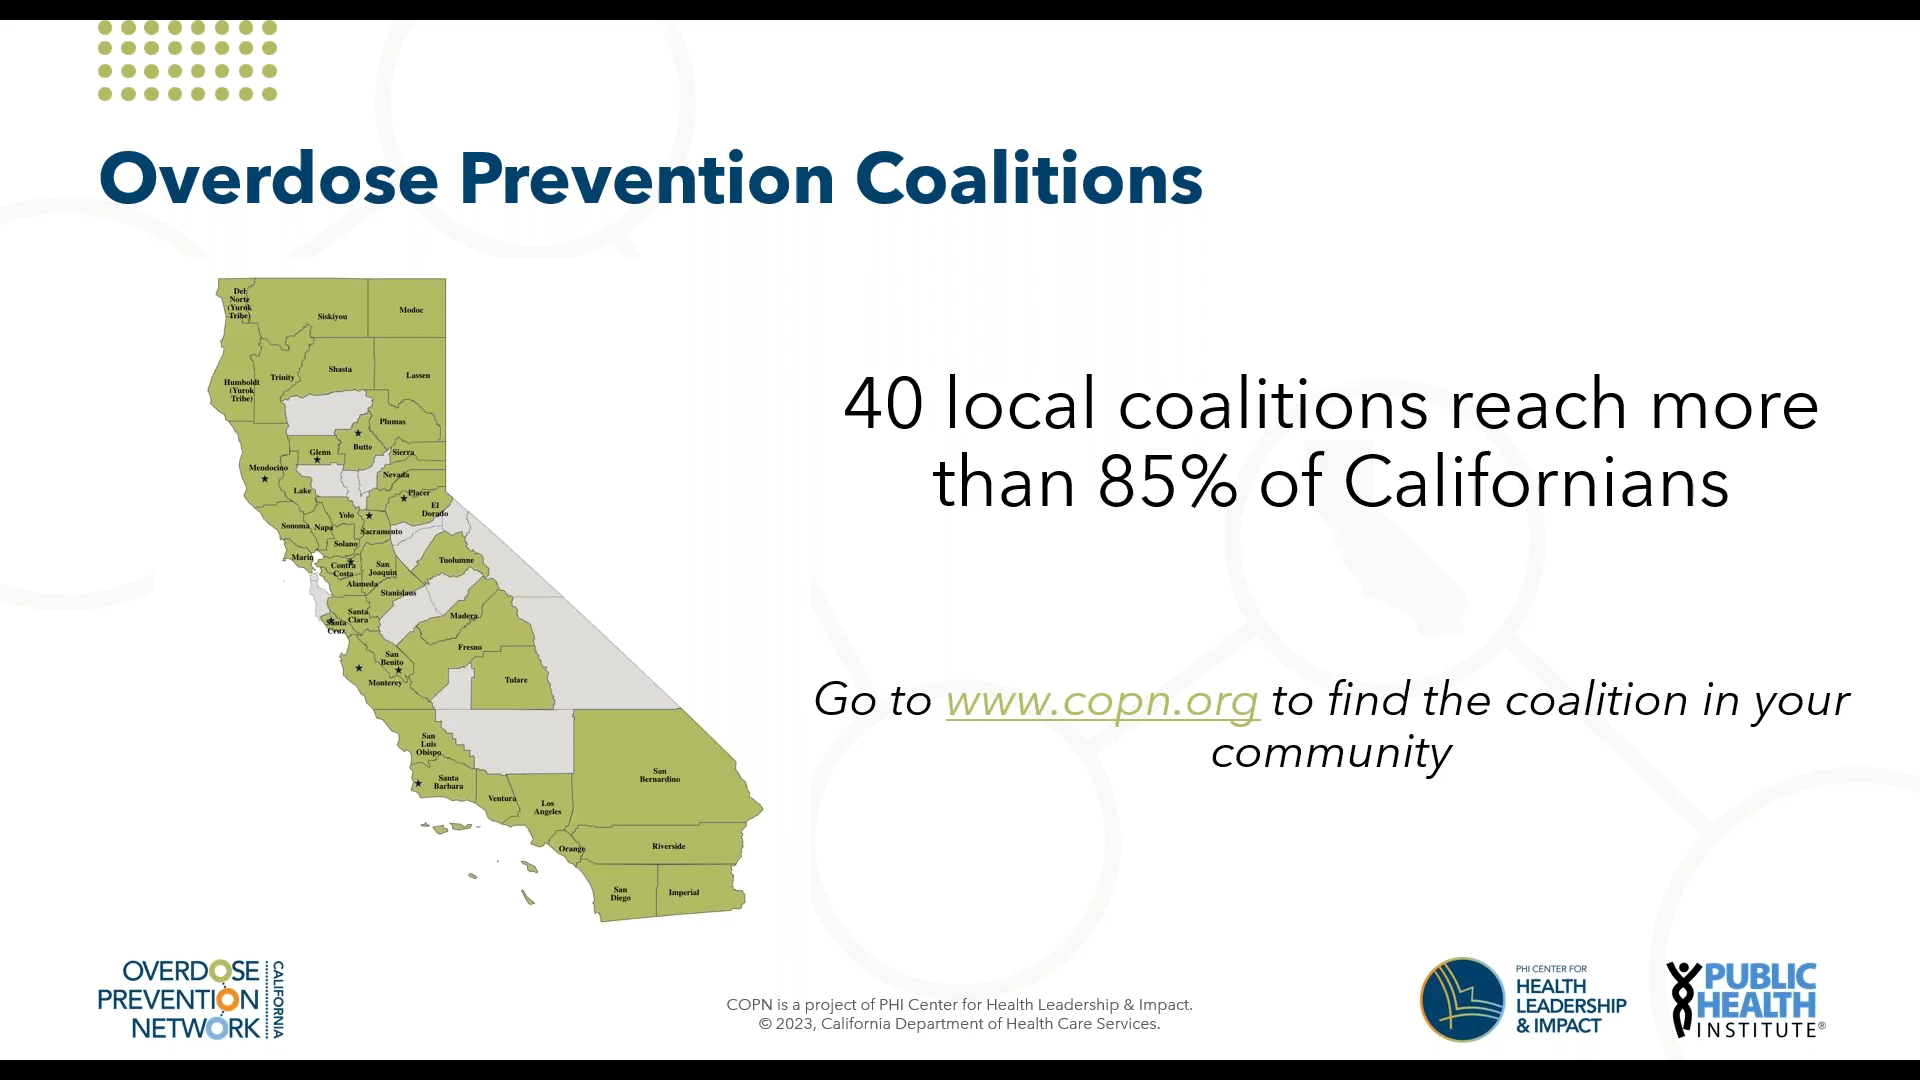 Overdose Prevention Coalitions
Del
Norte
(Yurok
Tribe)
Siskiyou
Modoc
Humboldt
(Yurok
Tribe)
Trinity
Shasta
Lassen
Plumas
Butte
Glenn
Sierra
Mendocino
Nevada
Lake
Placer
El
Dorado
Yolo
Sonoma
Napa
Sacramento
Solano
Marin
Contra
Costa
San
Joaquin
Tuolumne
Alameda
Stanislaus
Santa
Clara
Santa
Cruz
Madera
San
Benito
Fresno
Monterey
Tulare
San
Luis
Obispo
Santa
Barbara
Ventura
Los
Angeles
San
Bernardino
Orange
Riverside
San
Diego
Imperial
40 local coalitions reach more
than 85% of Californians
Go to www.copn.org to find the coalition in your
community
OVERDOSE
PREVENTION
NETWORK
CALIFORNIA
COPN is a project of PHI Center for Health Leadership & Impact.
© 2023, California Department of Health Care Services.
PHI CENTER FOR
HEALTH
LEADERSHIP
& IMPACT
PUBLIC
HEALTH
INSTITUTE®